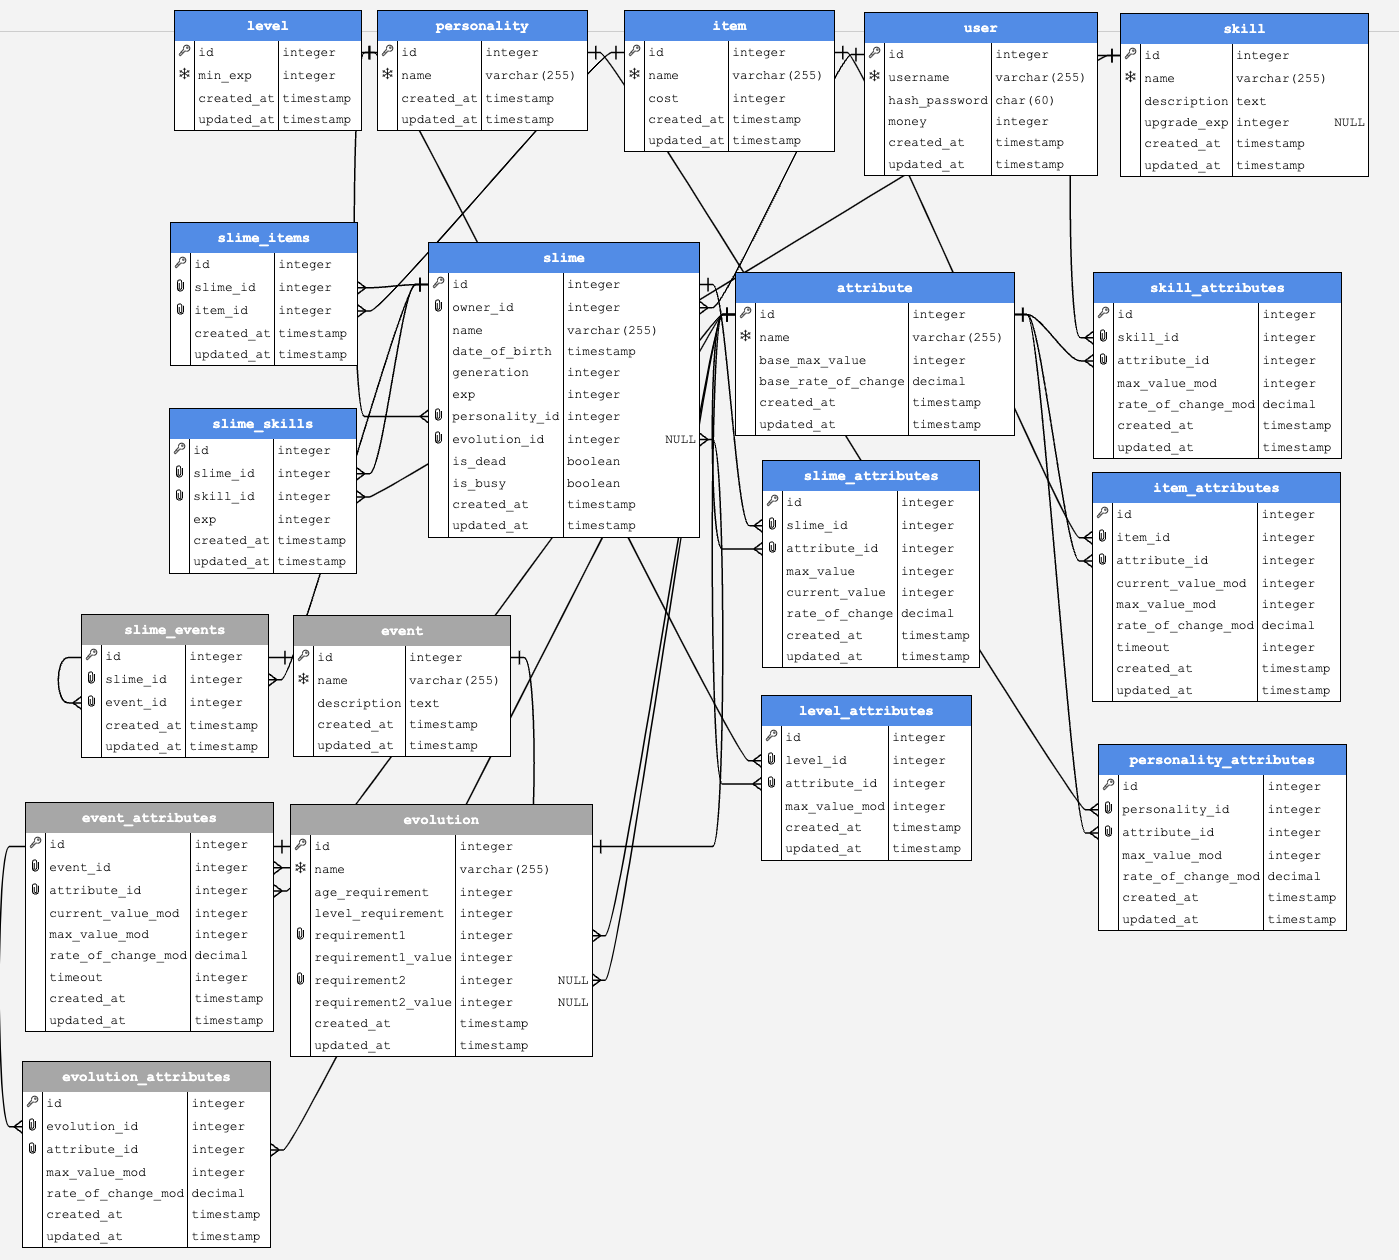 level
id integer
min_exp integer
created_at timestamp
updated_at timestamp
personality
id integer
name varchar(255)
created_at timestamp
updated_at timestamp
item
id integer
name varchar(255)
cost integer
created_at timestamp
updated_at timestamp
user
id integer
username varchar(255)
hash_password char(60)
money integer
created_at timestamp
updated_at timestamp
skill
id integer
name varchar(255)
description text
upgrade_exp integer NULL
created_at timestamp
updated_at timestamp
slime_items
id integer
slime_id integer
item_id integer
created_at timestamp
updated_at timestamp
slime
id integer
owner_id integer
name varchar(255)
date_of_birth timestamp
generation integer
exp integer
personality_id integer
evolution_id integer NULL
is_dead boolean
is_busy boolean
created_at timestamp
updated_at timestamp
attribute
id integer
name varchar(255)
base_max_value integer
base_rate_of_change decimal
created_at timestamp
updated_at timestamp
skill_attributes
id integer
skill_id integer
attribute_id integer
max_value_mod integer
rate_of_change_mod decimal
created_at timestamp
updated_at timestamp
slime_skills
id integer
slime_id integer
skill_id integer
exp integer
created_at timestamp
updated_at timestamp
slime_attributes
id integer
slime_id integer
attribute_id integer
max_value integer
current_value integer
rate_of_change decimal
created_at timestamp
updated_at timestamp
item_attributes
id integer
item_id integer
attribute_id integer
current_value_mod integer
max_value_mod integer
rate_of_change_mod decimal
timeout integer
created_at timestamp
updated_at timestamp
slime_events
id integer
slime_id integer
event_id integer
created_at timestamp
updated_at timestamp
event
id integer
name varchar(255)
description text
created_at timestamp
updated_at timestamp
level_attributes
id integer
level_id integer
attribute_id integer
max_value_mod integer
created_at timestamp
updated_at timestamp
personality_attributes
id integer
personality_id integer
attribute_id integer
max_value_mod integer
rate_of_change_mod decimal
created_at timestamp
updated_at timestamp
event_attributes
id integer
event_id integer
attribute_id integer
current_value_mod integer
max_value_mod integer
rate_of_change_mod decimal
timeout integer
created_at timestamp
updated_at timestamp
evolution
id integer
name varchar(255)
age_requirement integer
level_requirement integer
requirement1 integer
requirement1_value integer
requirement2 integer NULL
requirement2_value integer NULL
created_at timestamp
updated_at timestamp
evolution_attributes
id integer
evolution_id integer
attribute_id integer
max_value_mod integer
rate_of_change_mod decimal
created_at timestamp
updated_at timestamp